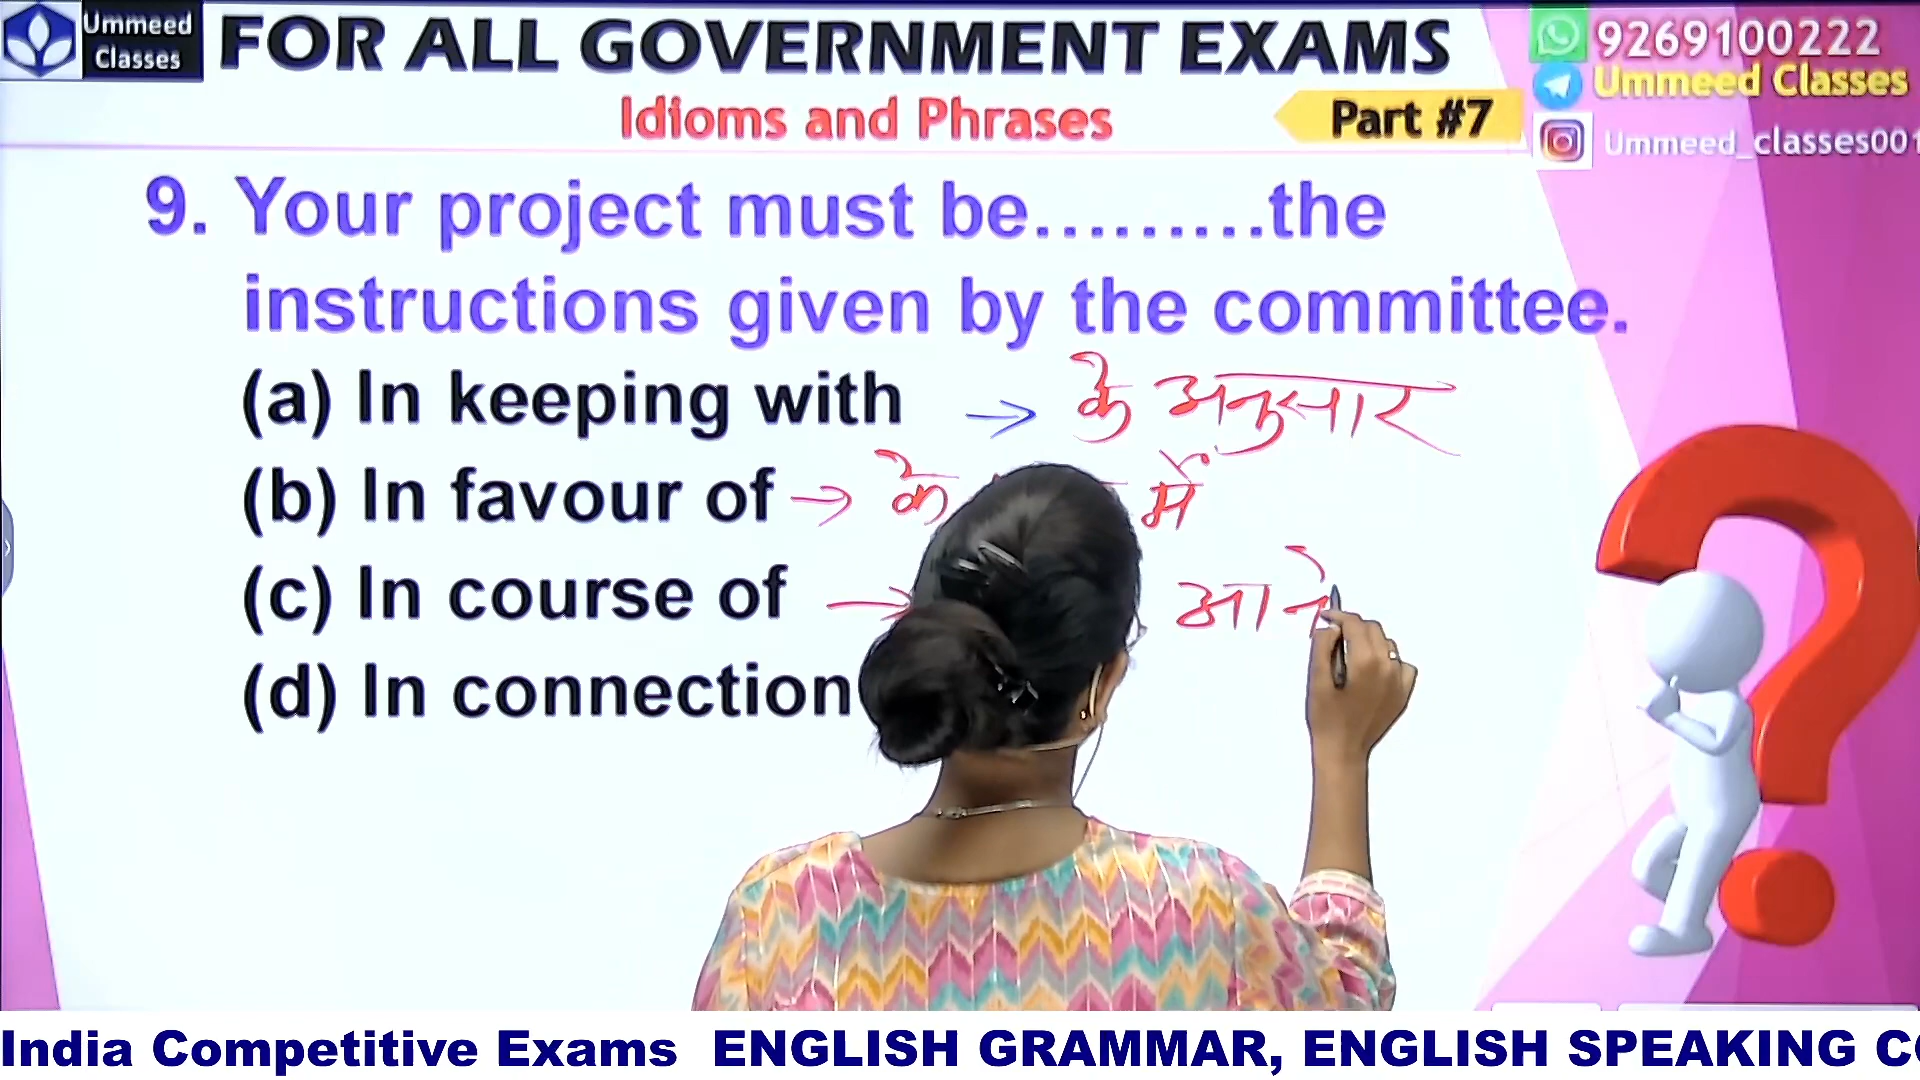 Ummeed
Classes
FOR ALL GOVERNMENT EXAMS
Idioms and Phrases
Part #7
9269100222
Ummeed Classes
Ummeed_classes001
9. Your project must be.........the
instructions given by the committee.
(a) In keeping with → के अनुसार
(b) In favour of → के में
(c) In course of → आने
(d) In connection
India Competitive Exams ENGLISH GRAMMAR, ENGLISH SPEAKING